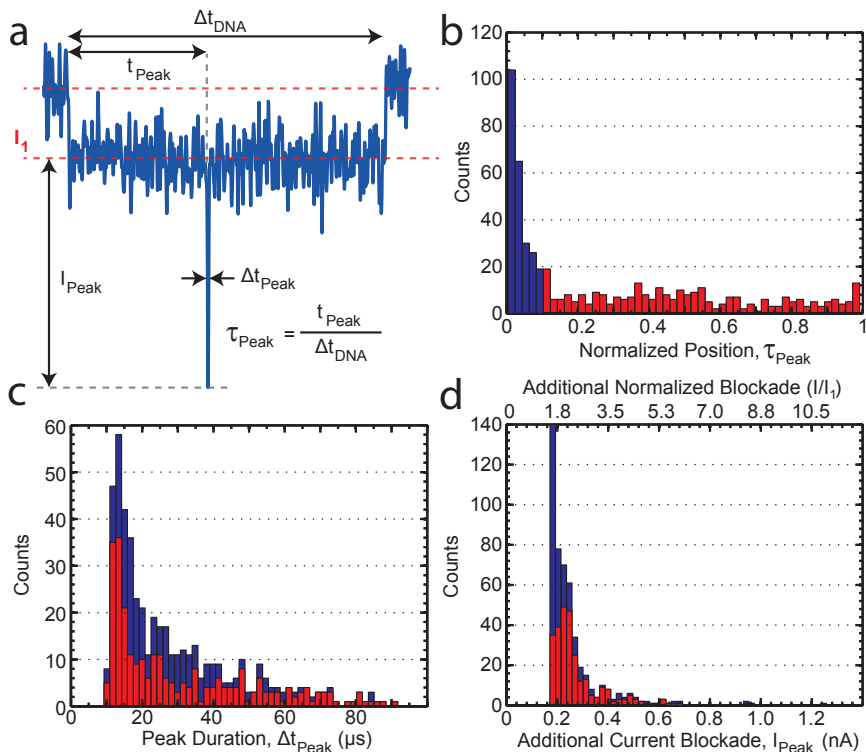 a
Δt_DNA
t_Peak
I_1
I_Peak
Δt_Peak
τ_Peak = t_Peak / Δt_DNA
b
140
120
100
80
60
40
20
0
Counts
0 0.2 0.4 0.6 0.8 1
Normalized Position, τ_Peak
c
60
50
40
30
20
10
0
Counts
0 20 40 60 80
Peak Duration, Δt_Peak (µs)
d
Additional Normalized Blockade (I/I_1)
0 1.8 3.5 5.3 7.0 8.8 10.5
140
120
100
80
60
40
20
0
Counts
0 0.2 0.4 0.6 0.8 1.0 1.2
Additional Current Blockade, I_Peak (nA)